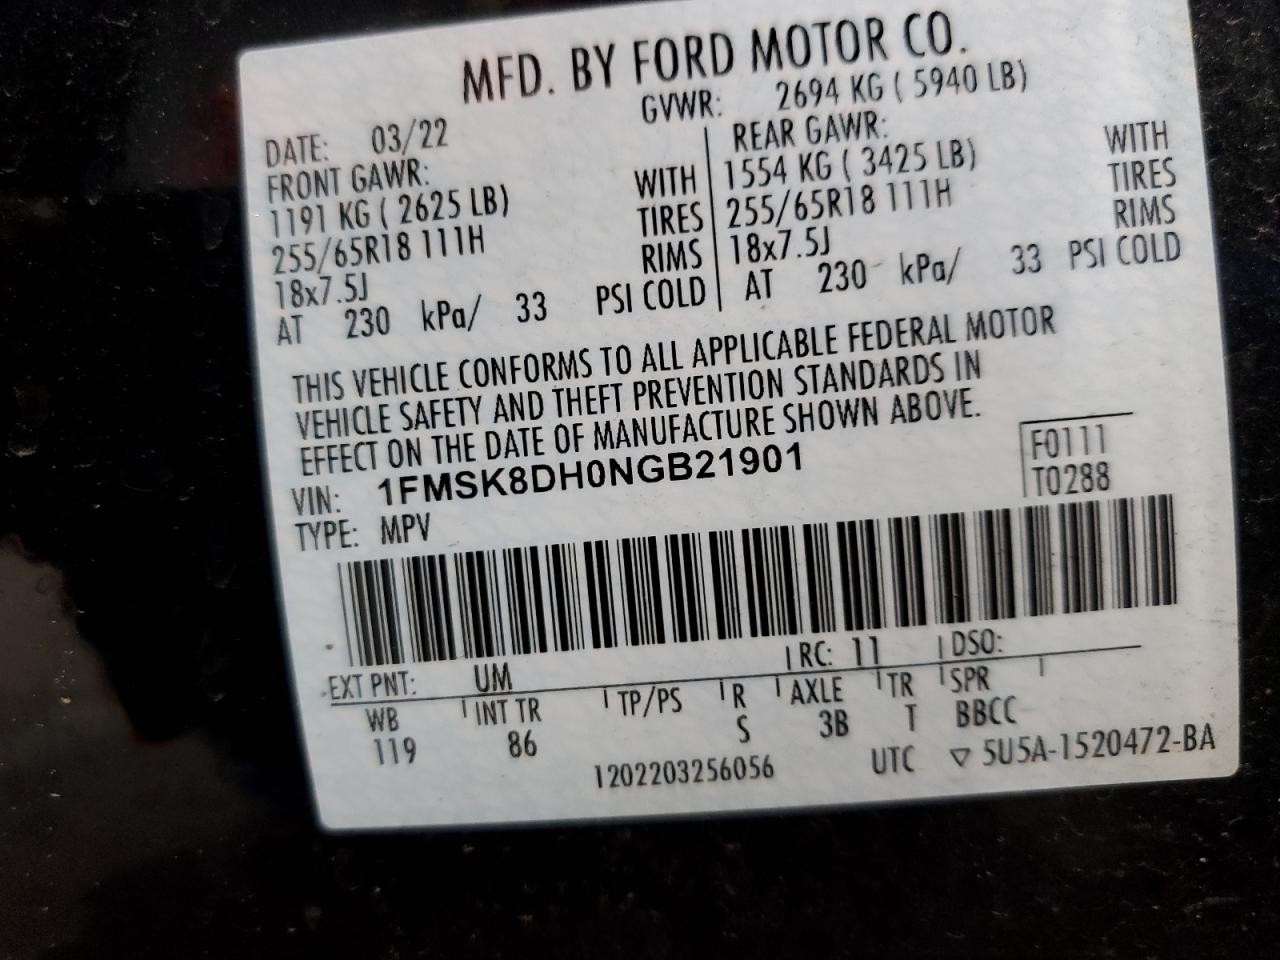 MFD. BY FORD MOTOR CO.
DATE: 03/22 GVWR: 2694 KG ( 5940 LB)
FRONT GAWR: REAR GAWR:
1191 KG ( 2625 LB) WITH 1554 KG ( 3425 LB) WITH
255/65R18 111H TIRES 255/65R18 111H TIRES
18x7.5J RIMS 18x7.5J RIMS
AT 230 kPa/ 33 PSI COLD AT 230 kPa/ 33 PSI COLD
THIS VEHICLE CONFORMS TO ALL APPLICABLE FEDERAL MOTOR
VEHICLE SAFETY AND THEFT PREVENTION STANDARDS IN
EFFECT ON THE DATE OF MANUFACTURE SHOWN ABOVE.
VIN: 1FMSK8DH0NGB21901 F0111
TYPE: MPV T0288
EXT PNT: UM RC: 11 DSO:
WB INT TR TP/PS R AXLE TR SPR
119 86 S 3B T BBCC
1202203256056 UTC ▽ 5U5A-1520472-BA